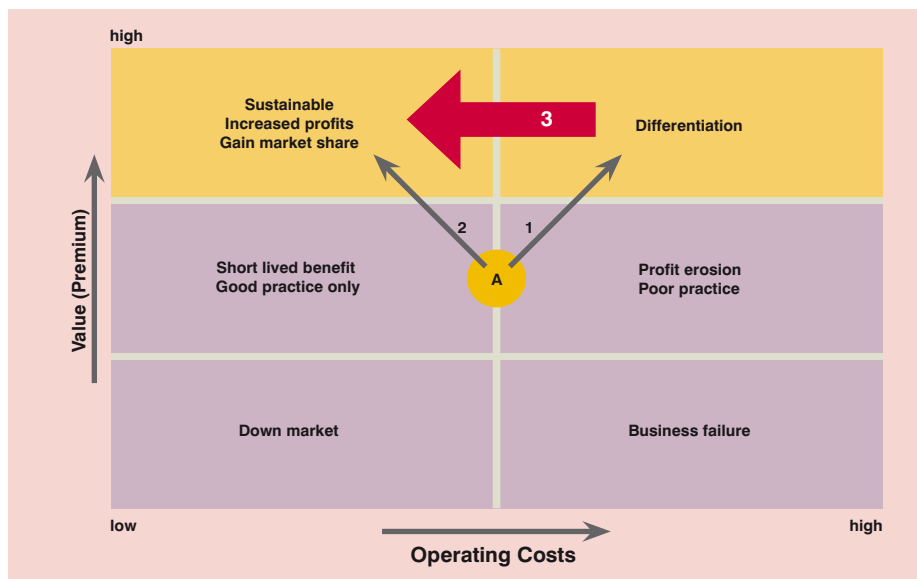 high
Sustainable
Increased profits
Gain market share
3
Differentiation
2
1
Value (Premium)
Short lived benefit
Good practice only
A
Profit erosion
Poor practice
Down market
Business failure
low
high
Operating Costs